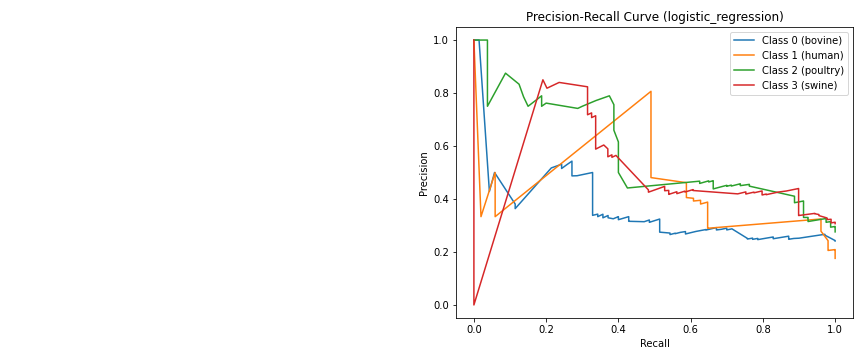 Precision-Recall Curve (logistic_regression)
Class 0 (bovine)
Class 1 (human)
Class 2 (poultry)
Class 3 (swine)
Precision
1.0
0.8
0.6
0.4
0.2
0.0
0.0 0.2 0.4 0.6 0.8 1.0
Recall